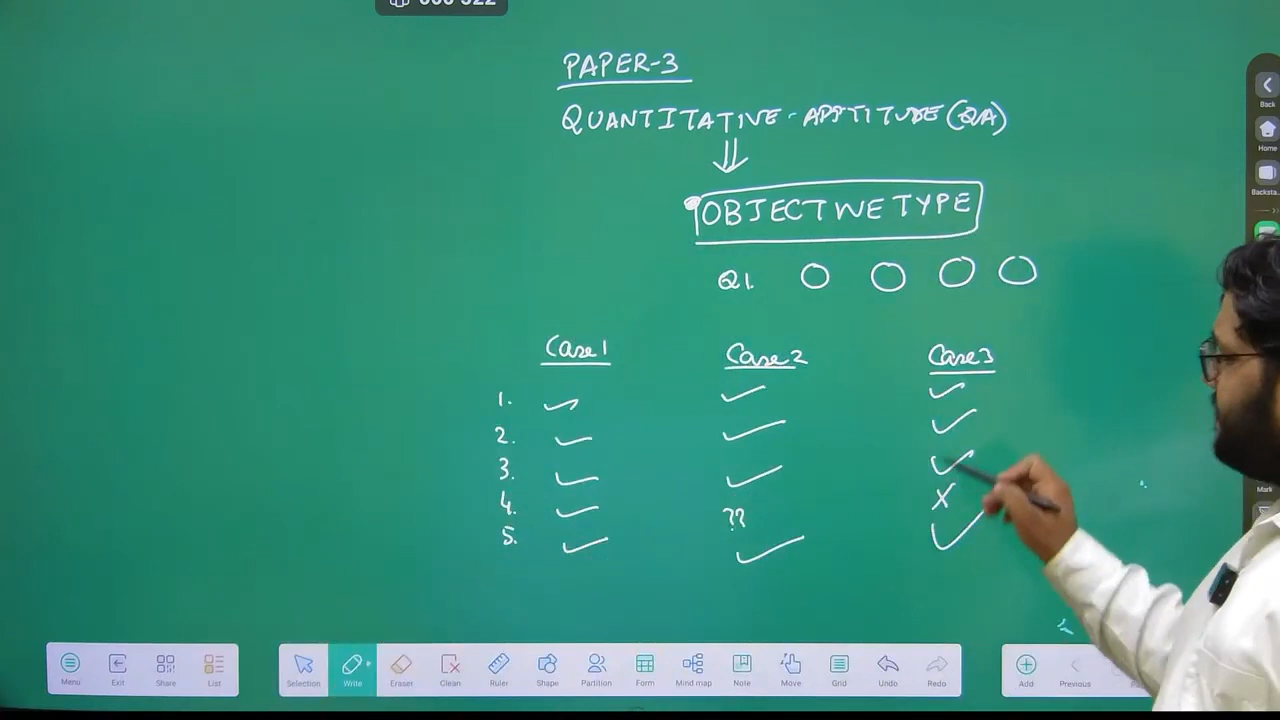 PAPER-3
QUANTITATIVE-APTITUDE (QA)
OBJECTIVE TYPE
Q1.
Case 1 Case 2 Case 3
1. ✓ ✓ ✓
2. ✓ ✓ ✓
3. ✓ ✓ ✓
4. ✓ ?? X
5. ✓ ✓ ✓
Back
Home
Menu Exit Share List Selection Write Eraser Clean Ruler Shape Partition Form Mind map Note Move Grid Undo Redo Add Previous